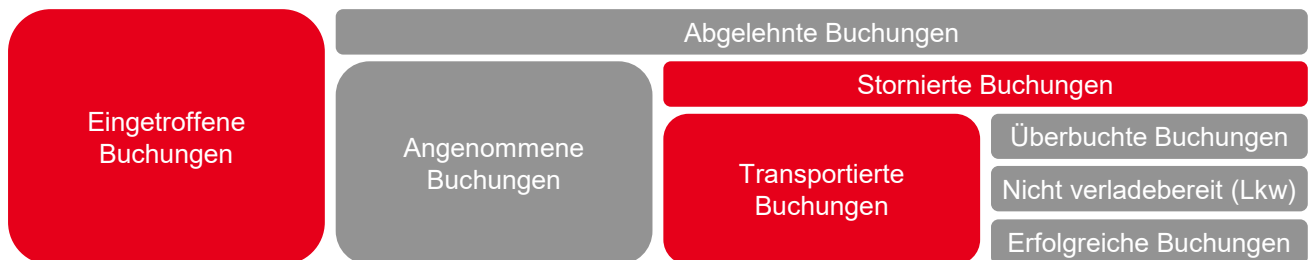 Eingetroffene
Buchungen
Abgelehnte Buchungen
Angenommene
Buchungen
Stornierte Buchungen
Transportierte
Buchungen
Überbuchte Buchungen
Nicht verladebereit (Lkw)
Erfolgreiche Buchungen